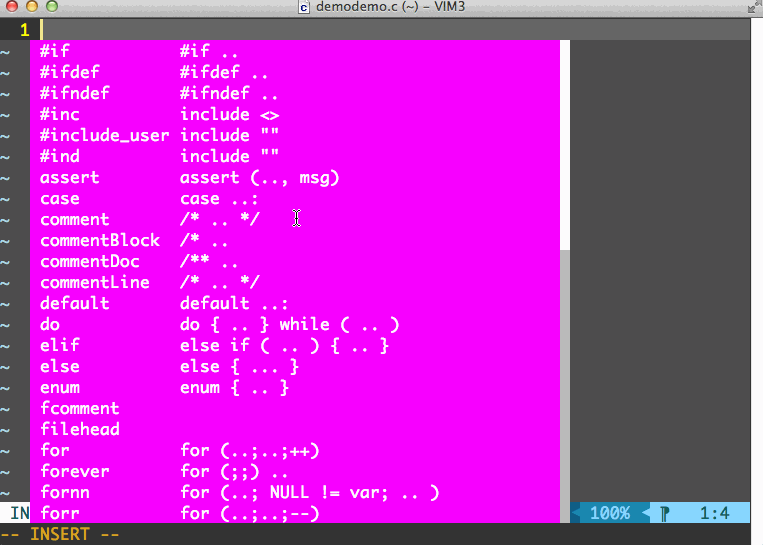 demodemo.c (~) – VIM3
1
~ #if #if ..
~ #ifdef #ifdef ..
~ #ifndef #ifndef ..
~ #inc include <>
~ #include_user include ""
~ #ind include ""
~ assert assert (.., msg)
~ case case ..:
~ comment /* .. */
~ commentBlock /* ..
~ commentDoc /** ..
~ commentLine /* .. */
~ default default ..:
~ do do { .. } while ( .. )
~ elif else if ( .. ) { .. }
~ else else { ... }
~ enum enum { .. }
~ fcomment
~ filehead
~ for for (..;..;++)
~ forever for (;;) ..
~ fornn for (..; NULL != var; .. )
IN forr for (..;..;--) 100% ¶ 1:4
-- INSERT --